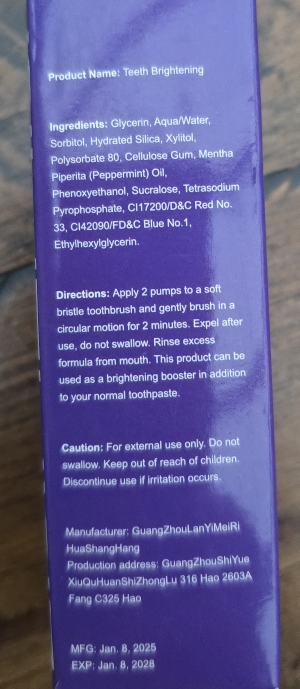 Product Name: Teeth Brightening
Ingredients: Glycerin, Aqua/Water,
Sorbitol, Hydrated Silica, Xylitol,
Polysorbate 80, Cellulose Gum, Mentha
Piperita (Peppermint) Oil,
Phenoxyethanol, Sucralose, Tetrasodium
Pyrophosphate, CI17200/D&C Red No.
33, CI42090/FD&C Blue No.1,
Ethylhexylglycerin.
Directions: Apply 2 pumps to a soft
bristle toothbrush and gently brush in a
circular motion for 2 minutes. Expel after
use, do not swallow. Rinse excess
formula from mouth. This product can be
used as a brightening booster in addition
to your normal toothpaste.
Caution: For external use only. Do not
swallow. Keep out of reach of children.
Discontinue use if irritation occurs.
Manufacturer: GuangZhouLanYiMeiRi
HuaShangHang
Production address: GuangZhouShiYue
XiuQuHuanShiZhongLu 316 Hao 2603A
Fang C325 Hao
MFG: Jan. 8, 2025
EXP: Jan. 8, 2028